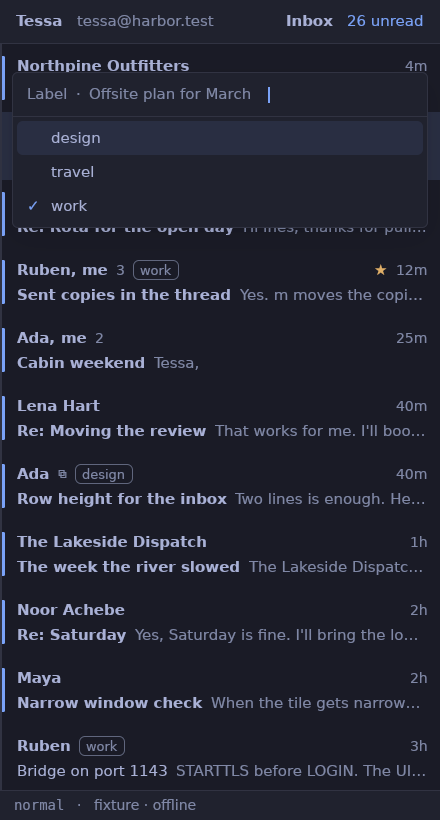 Tessa tessa@harbor.test Inbox 26 unread
Northpine Outfitters 4m
Label · Offsite plan for March
design
travel
✓ work
Re: Rota for the open day Hi Ines, thanks for pull…
Ruben, me 3 work ★ 12m
Sent copies in the thread Yes. m moves the copi…
Ada, me 2 25m
Cabin weekend Tessa,
Lena Hart 40m
Re: Moving the review That works for me. I'll boo…
Ada design 40m
Row height for the inbox Two lines is enough. He…
The Lakeside Dispatch 1h
The week the river slowed The Lakeside Dispatc…
Noor Achebe 2h
Re: Saturday Yes, Saturday is fine. I'll bring the lo…
Maya 2h
Narrow window check When the tile gets narrow…
Ruben work 3h
Bridge on port 1143 STARTTLS before LOGIN. The UI…
normal · fixture · offline